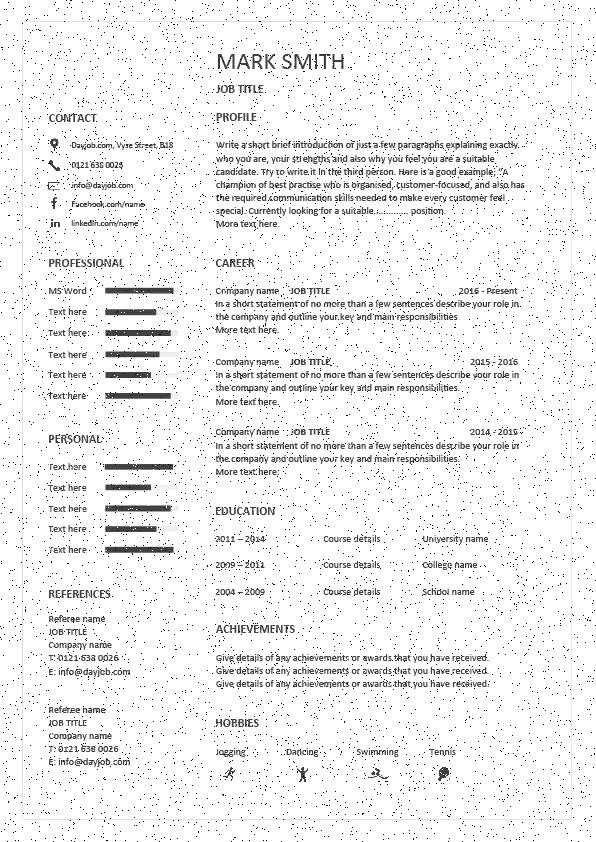 MARK SMITH
JOB TITLE
CONTACT
Dayjob.com, Vyse Street, B18
0121 638 0026
info@dayjob.com
Facebook.com/name
linkedin.com/name
PROFESSIONAL
MS Word
Text here
Text here
Text here
Text here
Text here
PERSONAL
Text here
Text here
Text here
Text here
Text here
REFERENCES
Referee name
JOB TITLE
Company name
T: 0121 638 0026
E: info@dayjob.com
Referee name
JOB TITLE
Company name
T: 0121 638 0026
E: info@dayjob.com
PROFILE
Write a short brief introduction of just a few paragraphs explaining exactly
who you are, your strengths and also why you feel you are a suitable
candidate. Try to write it in the third person. Here is a good example; "A
champion of best practise who is organised, customer-focused, and also has
the required communication skills needed to make every customer feel
special. Currently looking for a suitable............. position.
More text here.
CAREER
Company name JOB TITLE 2016 - Present
In a short statement of no more than a few sentences describe your role in
the company and outline your key and main responsibilities.
More text here.
Company name JOB TITLE 2015 - 2016
In a short statement of no more than a few sentences describe your role in
the company and outline your key and main responsibilities.
More text here.
Company name JOB TITLE 2014 - 2015
In a short statement of no more than a few sentences describe your role in
the company and outline your key and main responsibilities.
More text here.
EDUCATION
2011 – 2014 Course details University name
2009 – 2011 Course details College name
2004 – 2009 Course details School name
ACHIEVEMENTS
Give details of any achievements or awards that you have received.
Give details of any achievements or awards that you have received.
Give details of any achievements or awards that you have received.
HOBBIES
Jogging Dancing Swimming Tennis